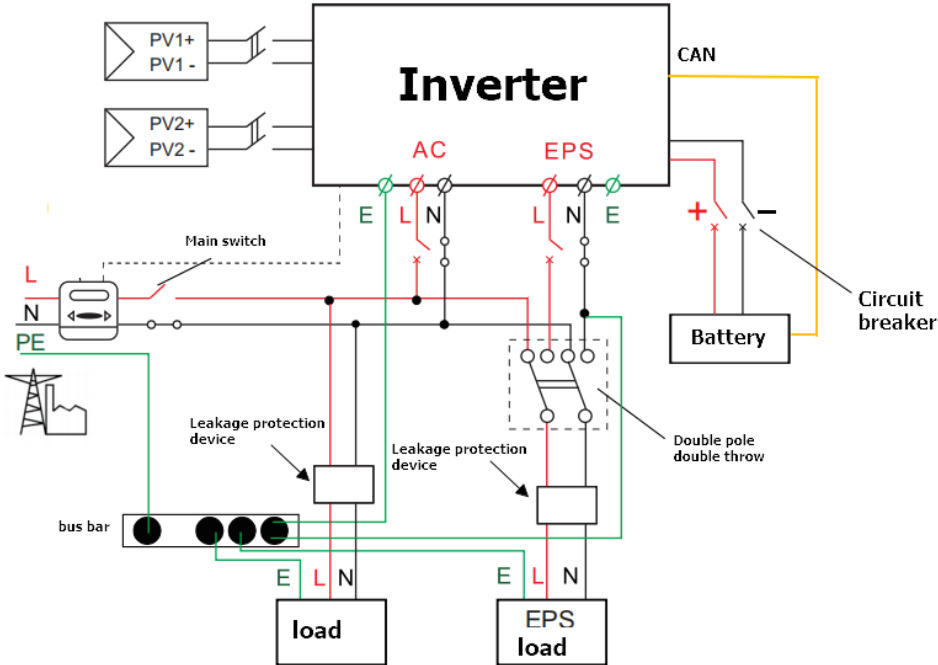 PV1+
PV1 -
PV2+
PV2 -
Inverter
CAN
AC
EPS
E
L
N
L
N
E
+
−
Main switch
L
N
PE
Circuit
breaker
Battery
Leakage protection
device
Leakage protection
device
Double pole
double throw
bus bar
E
L
N
E
L
N
load
EPS
load